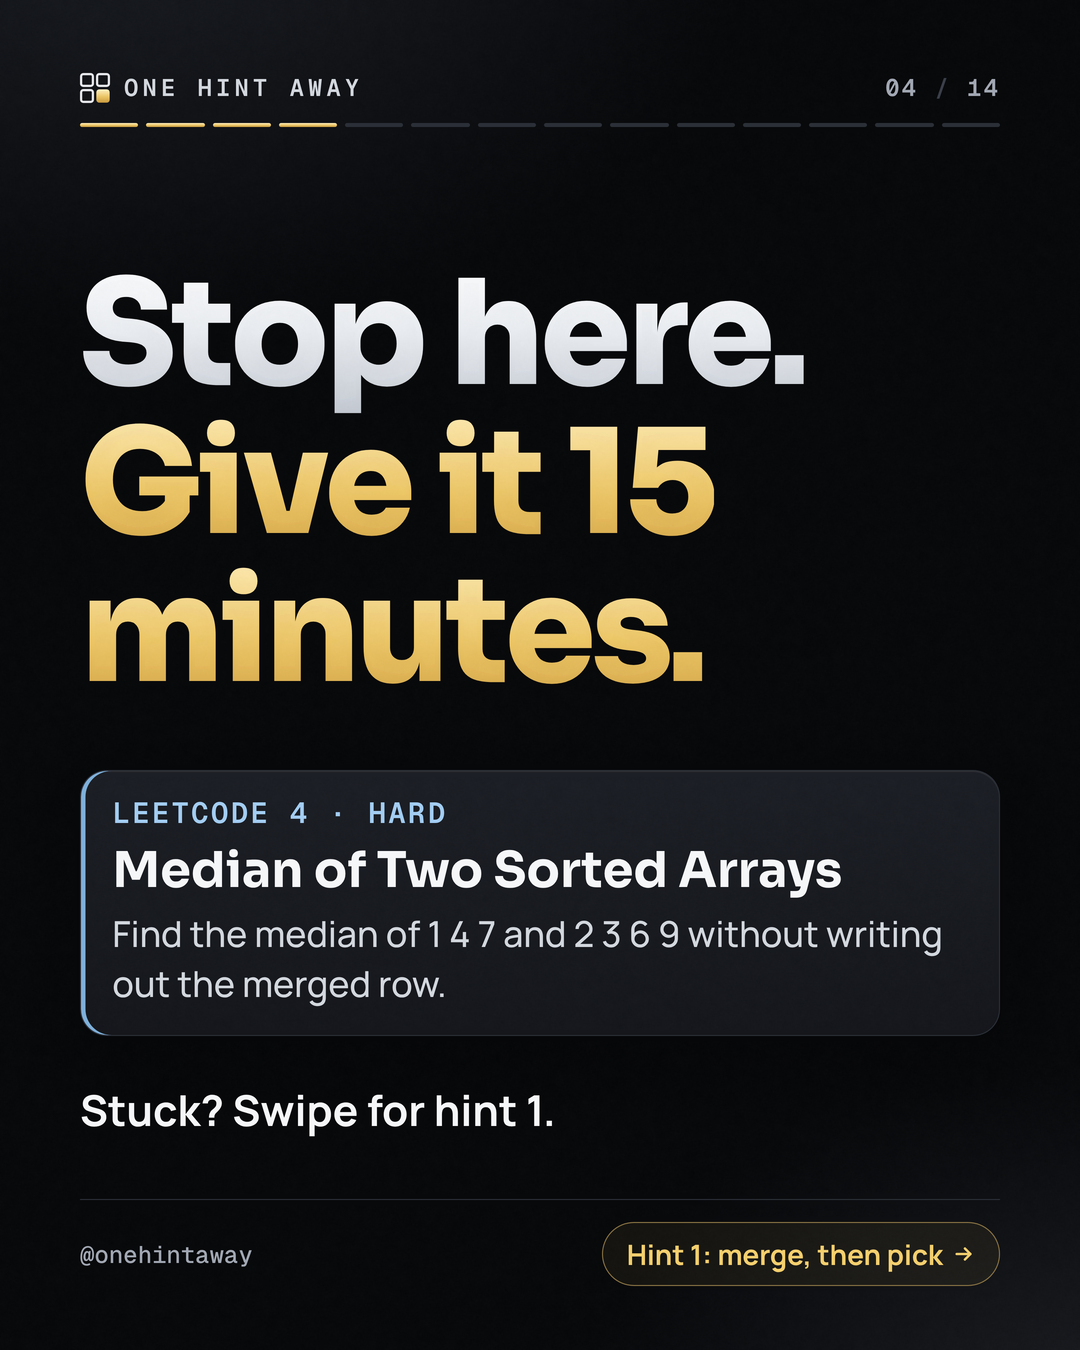 ONE HINT AWAY
04 / 14
Stop here.
Give it 15
minutes.
LEETCODE 4 · HARD
Median of Two Sorted Arrays
Find the median of 1 4 7 and 2 3 6 9 without writing
out the merged row.
Stuck? Swipe for hint 1.
@onehintaway
Hint 1: merge, then pick →